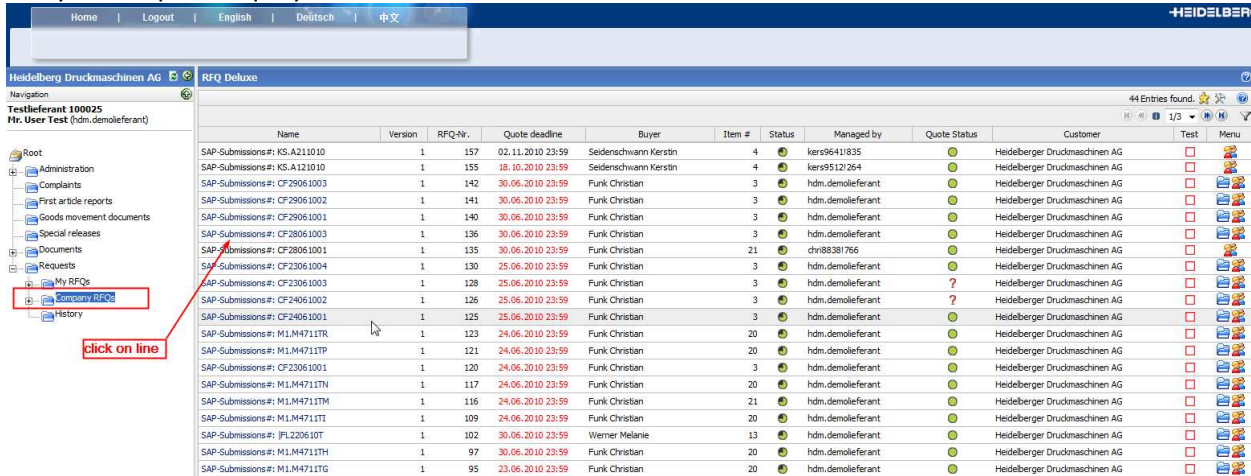 Home | Logout | English | Deutsch | 中文
HEIDELBER
Heidelberg Druckmaschinen AG RFQ Deluxe
Navigation
44 Entries found.
Testlieferant 100025
Mr. User Test (hdm.demolieferant)
1/3
Name Version RFQ-Nr. Quote deadline Buyer Item # Status Managed by Quote Status Customer Test Menu
Root
Administration
Complaints
First article reports
Goods movement documents
Special releases
Documents
Requests
My RFQs
Company RFQs
History
click on line
SAP-Submissions#: KS.A211010 1 157 02.11.2010 23:59 Seidenschwann Kerstin 4 kers9641!835 Heidelberger Druckmaschinen AG
SAP-Submissions#: KS.A121010 1 155 18.10.2010 23:59 Seidenschwann Kerstin 4 kers9512!264 Heidelberger Druckmaschinen AG
SAP-Submissions#: CF29061003 1 142 30.06.2010 23:59 Funk Christian 3 hdm.demolieferant Heidelberger Druckmaschinen AG
SAP-Submissions#: CF29061002 1 141 30.06.2010 23:59 Funk Christian 3 hdm.demolieferant Heidelberger Druckmaschinen AG
SAP-Submissions#: CF29061001 1 140 30.06.2010 23:59 Funk Christian 3 hdm.demolieferant Heidelberger Druckmaschinen AG
SAP-Submissions#: CF28061003 1 136 30.06.2010 23:59 Funk Christian 3 hdm.demolieferant Heidelberger Druckmaschinen AG
SAP-Submissions#: CF28061001 1 135 30.06.2010 23:59 Funk Christian 21 chri8838!766 Heidelberger Druckmaschinen AG
SAP-Submissions#: CF23061004 1 130 25.06.2010 23:59 Funk Christian 3 hdm.demolieferant Heidelberger Druckmaschinen AG
SAP-Submissions#: CF23061003 1 128 25.06.2010 23:59 Funk Christian 3 hdm.demolieferant ? Heidelberger Druckmaschinen AG
SAP-Submissions#: CF24061002 1 126 25.06.2010 23:59 Funk Christian 3 hdm.demolieferant ? Heidelberger Druckmaschinen AG
SAP-Submissions#: CF24061001 1 125 25.06.2010 23:59 Funk Christian 3 hdm.demolieferant Heidelberger Druckmaschinen AG
SAP-Submissions#: M1.M4711TR 1 123 24.06.2010 23:59 Funk Christian 20 hdm.demolieferant Heidelberger Druckmaschinen AG
SAP-Submissions#: M1.M4711TP 1 121 24.06.2010 23:59 Funk Christian 20 hdm.demolieferant Heidelberger Druckmaschinen AG
SAP-Submissions#: CF23061001 1 120 24.06.2010 23:59 Funk Christian 3 hdm.demolieferant Heidelberger Druckmaschinen AG
SAP-Submissions#: M1.M4711TN 1 117 24.06.2010 23:59 Funk Christian 20 hdm.demolieferant Heidelberger Druckmaschinen AG
SAP-Submissions#: M1.M4711TM 1 116 24.06.2010 23:59 Funk Christian 21 hdm.demolieferant Heidelberger Druckmaschinen AG
SAP-Submissions#: M1.M4711TI 1 109 24.06.2010 23:59 Funk Christian 20 hdm.demolieferant Heidelberger Druckmaschinen AG
SAP-Submissions#: |FL220610T 1 102 30.06.2010 23:59 Werner Melanie 13 hdm.demolieferant Heidelberger Druckmaschinen AG
SAP-Submissions#: M1.M4711TH 1 97 30.06.2010 23:59 Funk Christian 20 hdm.demolieferant Heidelberger Druckmaschinen AG
SAP-Submissions#: M1.M4711TG 1 95 23.06.2010 23:59 Funk Christian 20 hdm.demolieferant Heidelberger Druckmaschinen AG